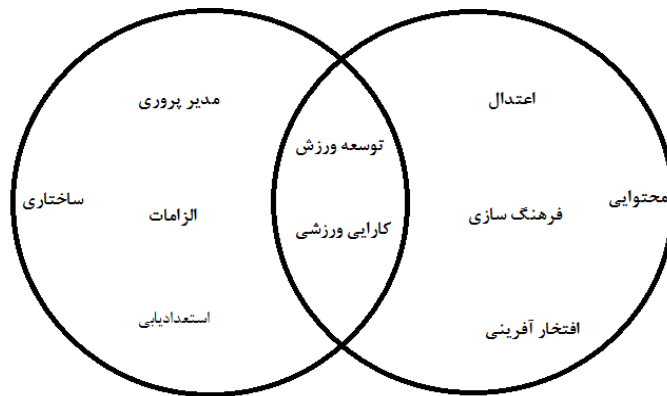 اعتدال
محتوایی
فرهنگ سازی
افتخار آفرینی
توسعه ورزش
کارایی ورزشی
مدیر پروری
ساختاری
الزامات
استعدادیابی